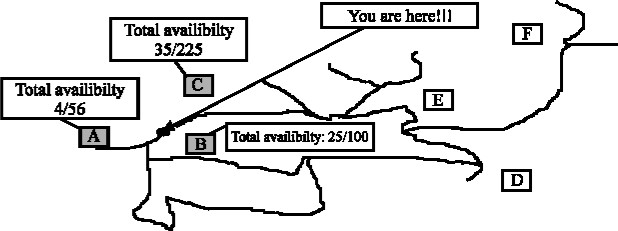 You are here!!!
Total availibilty
35/225
F
C
Total availibilty
4/56
E
A
B
Total availibilty: 25/100
D